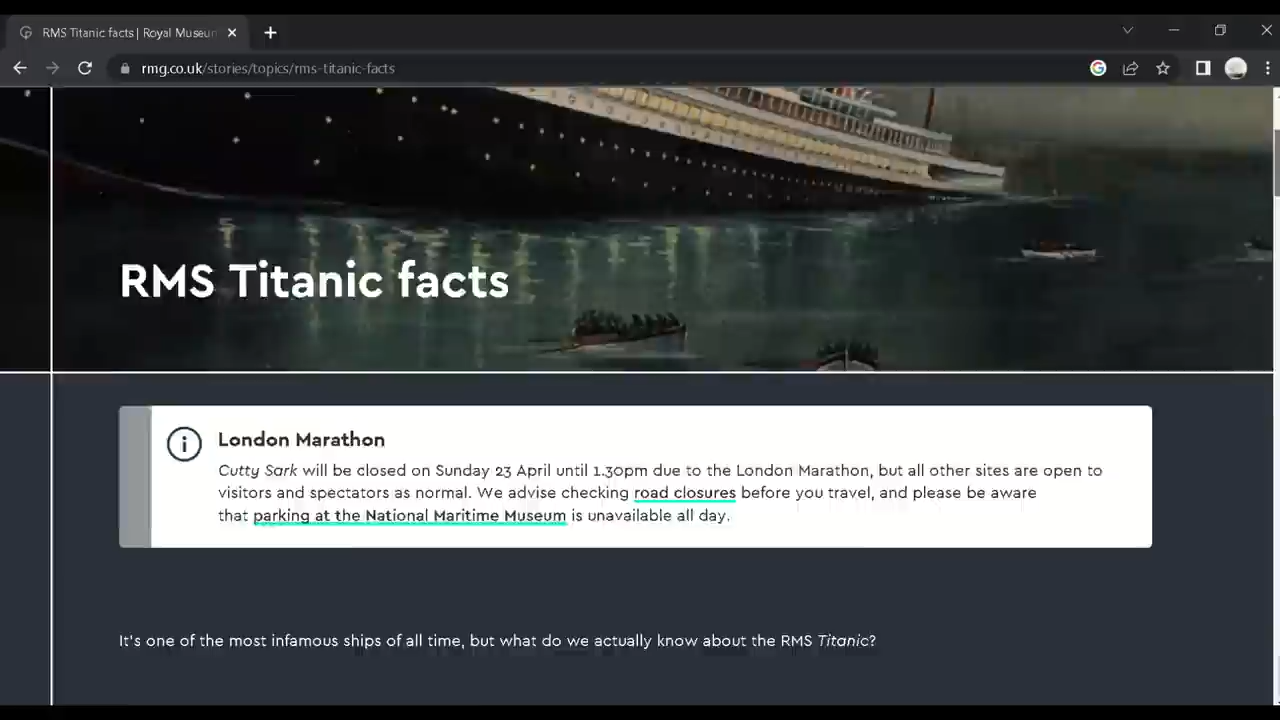 RMS Titanic facts | Royal Museum
rmg.co.uk/stories/topics/rms-titanic-facts
RMS Titanic facts
London Marathon
Cutty Sark will be closed on Sunday 23 April until 1.30pm due to the London Marathon, but all other sites are open to
visitors and spectators as normal. We advise checking road closures before you travel, and please be aware
that parking at the National Maritime Museum is unavailable all day.
It's one of the most infamous ships of all time, but what do we actually know about the RMS Titanic?